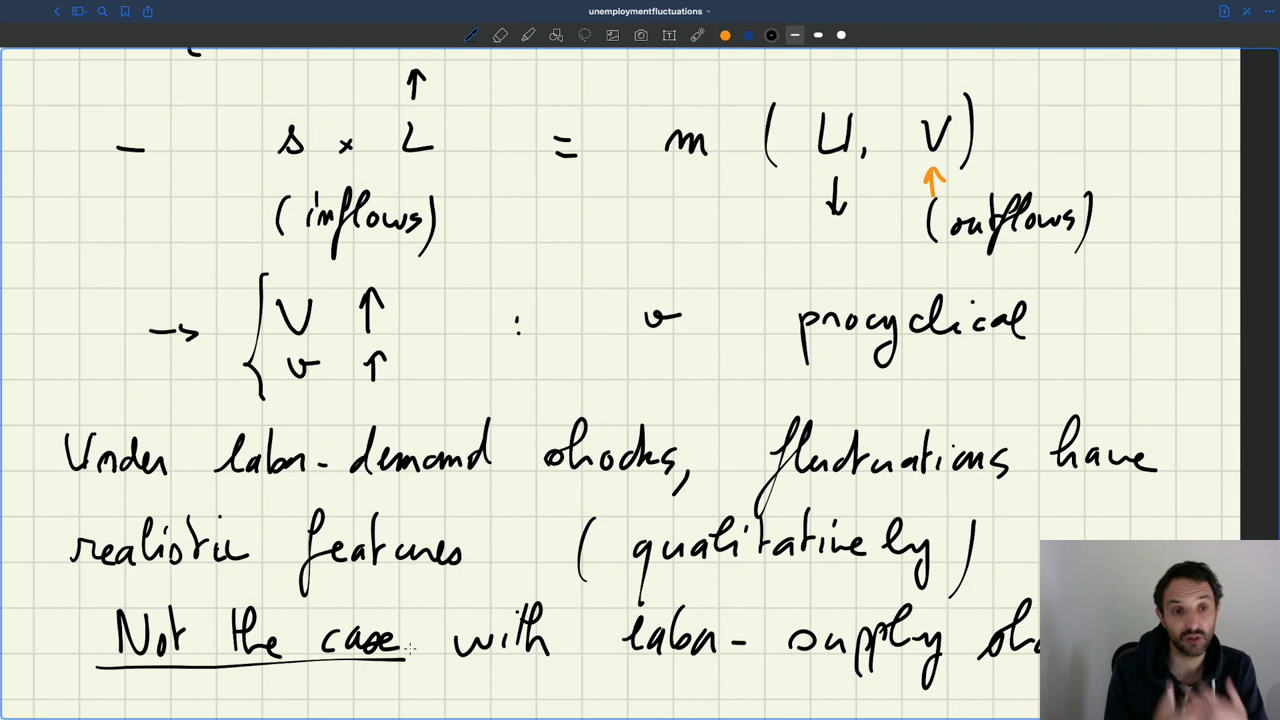 unemploymentfluctuations
↑
- s × L = m ( U, V )
↓ ↑
(inflows) (outflows)
→ { V ↑ : v procyclical
v ↑
Under labor-demand shocks, fluctuations have
realistic features (qualitatively)
Not the case with labor-supply